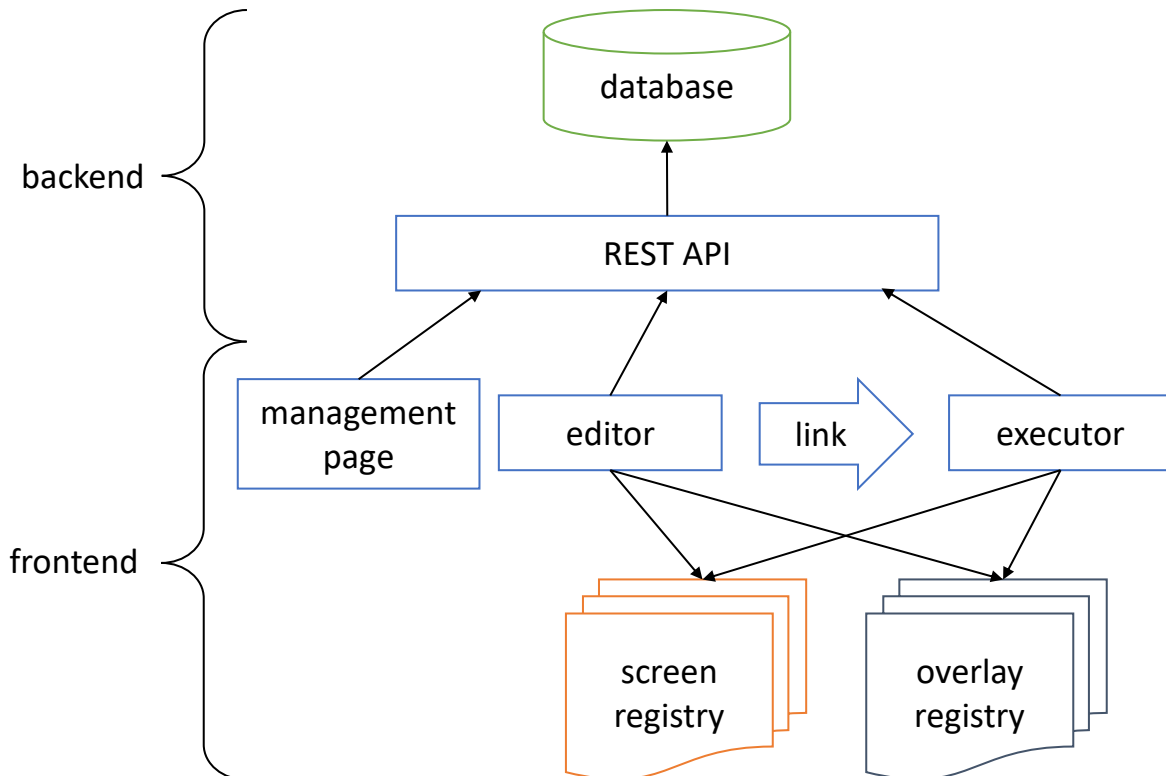 database
backend
REST API
management
page
editor
link
executor
frontend
screen
registry
overlay
registry